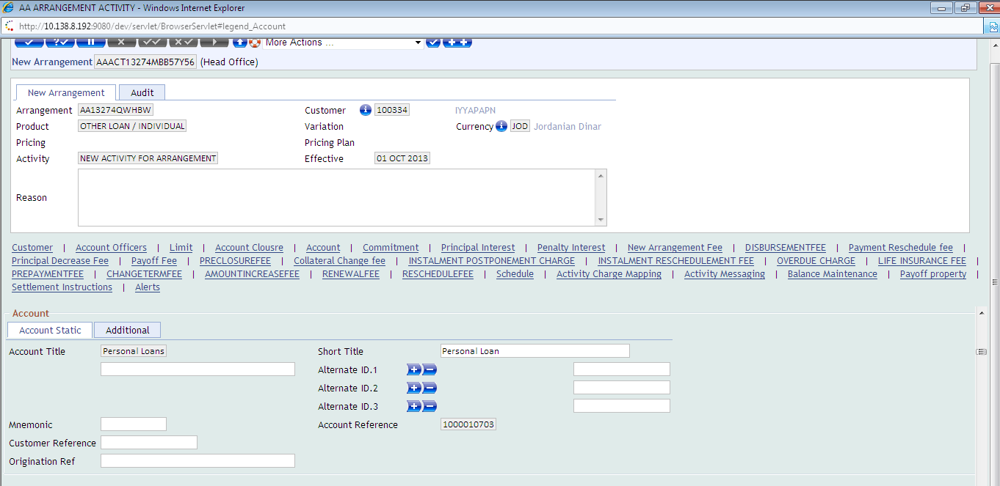 AA ARRANGEMENT ACTIVITY - Windows Internet Explorer
http://10.138.8.192:9080/dev/servlet/BrowserServlet#legend_Account
More Actions ...
New Arrangement AAACT13274MBB57Y56 (Head Office)
New Arrangement Audit
Arrangement AA13274QWHBW Customer 100334 IYYAPAPN
Product OTHER LOAN / INDIVIDUAL Variation Currency JOD Jordanian Dinar
Pricing Pricing Plan
Activity NEW ACTIVITY FOR ARRANGEMENT Effective 01 OCT 2013
Reason
Customer | Account Officers | Limit | Account Clousre | Account | Commitment | Principal Interest | Penalty Interest | New Arrangement Fee | DISBURSEMENTFEE | Payment Reschedule fee |
Principal Decrease Fee | Payoff Fee | PRECLOSUREFEE | Collateral Change fee | INSTALMENT POSTPONEMENT CHARGE | INSTALMENT RESCHEDULEMENT FEE | OVERDUE CHARGE | LIFE INSURANCE FEE |
PREPAYMENTFEE | CHANGETERMFEE | AMOUNTINCREASEFEE | RENEWALFEE | RESCHEDULEFEE | Schedule | Activity Charge Mapping | Activity Messaging | Balance Maintenance | Payoff property |
Settlement Instructions | Alerts
Account
Account Static Additional
Account Title Personal Loans Short Title Personal Loan
Alternate ID.1
Alternate ID.2
Alternate ID.3
Mnemonic Account Reference 1000010703
Customer Reference
Origination Ref